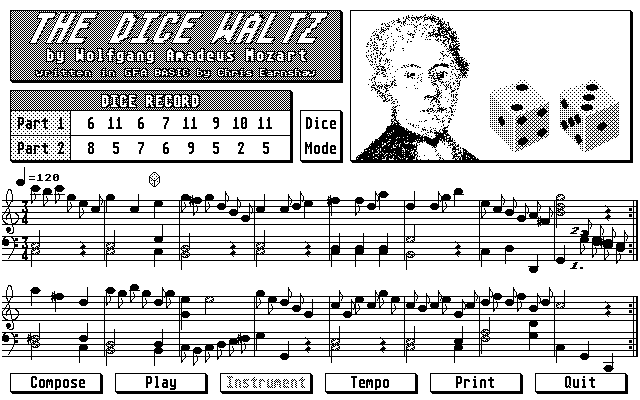 THE DICE WALTZ
by Wolfgang Amadeus Mozart
written in GFA BASIC by Chris Earnshaw
DICE RECORD
Part 1 6 11 6 7 11 9 10 11
Part 2 8 5 7 6 9 5 2 5
Dice
Mode
=120
3
4
3
4
2.
1.
Compose Play Instrument Tempo Print Quit